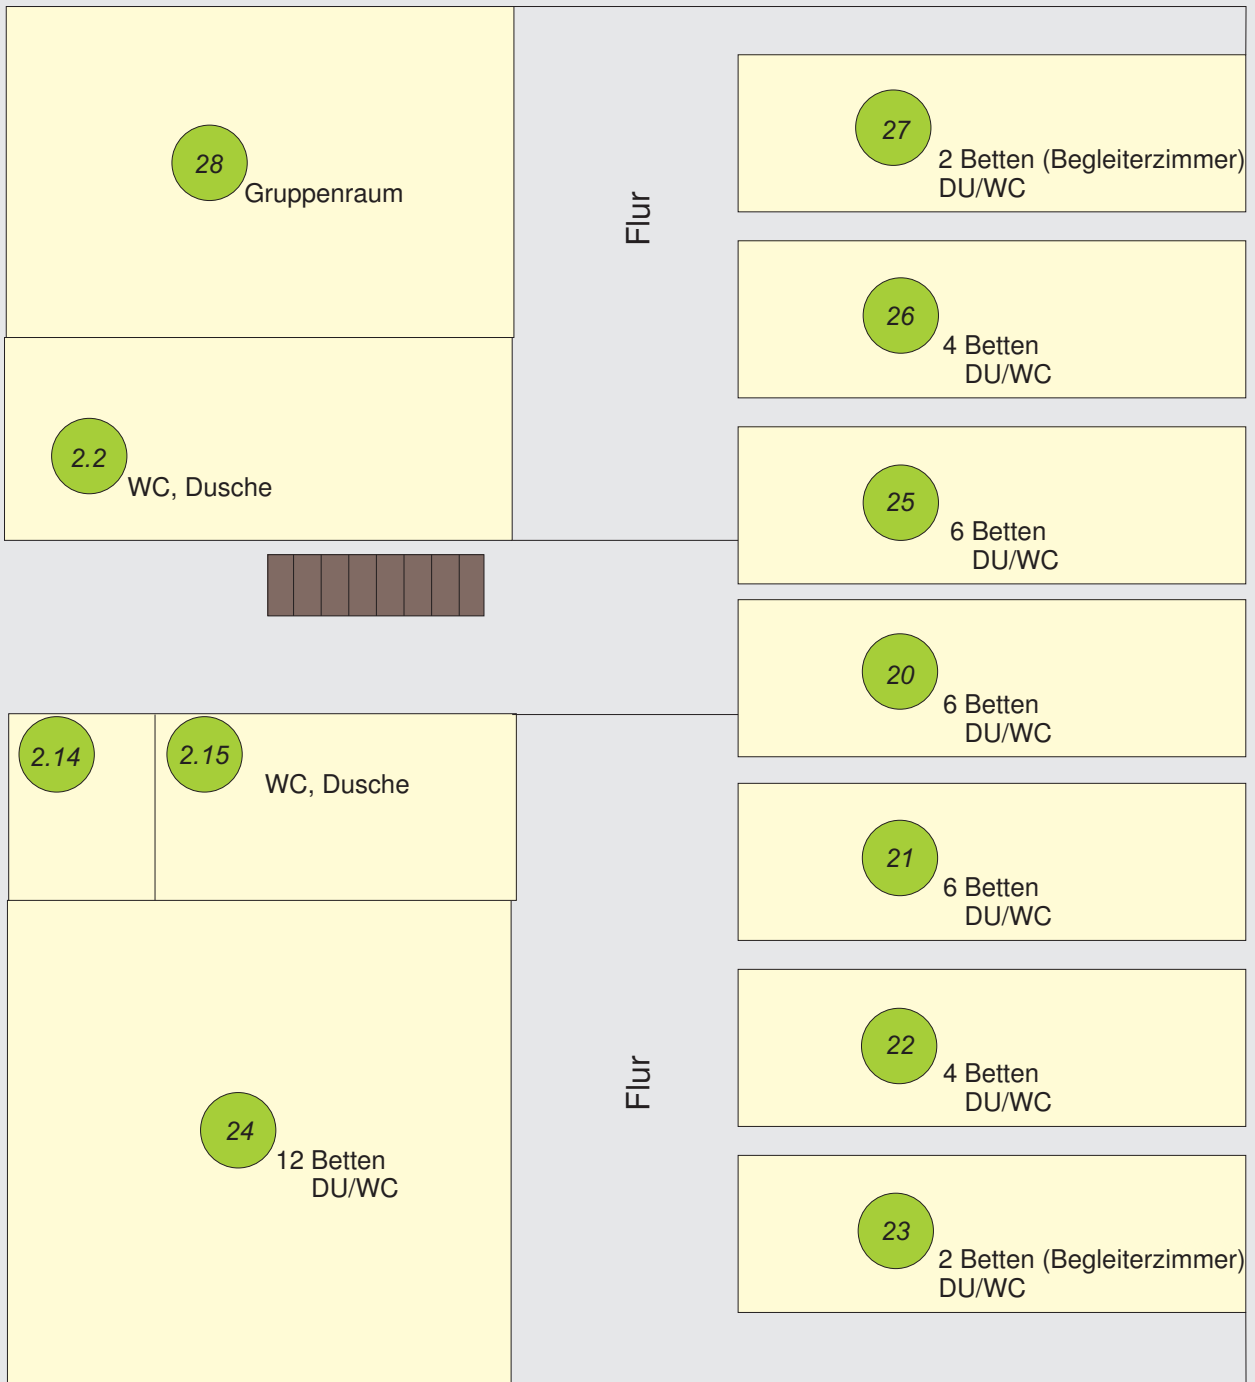 28
Gruppenraum
2.2
WC, Dusche
2.14
2.15
WC, Dusche
24
12 Betten
DU/WC
Flur
Flur
27
2 Betten (Begleiterzimmer)
DU/WC
26
4 Betten
DU/WC
25
6 Betten
DU/WC
20
6 Betten
DU/WC
21
6 Betten
DU/WC
22
4 Betten
DU/WC
23
2 Betten (Begleiterzimmer)
DU/WC